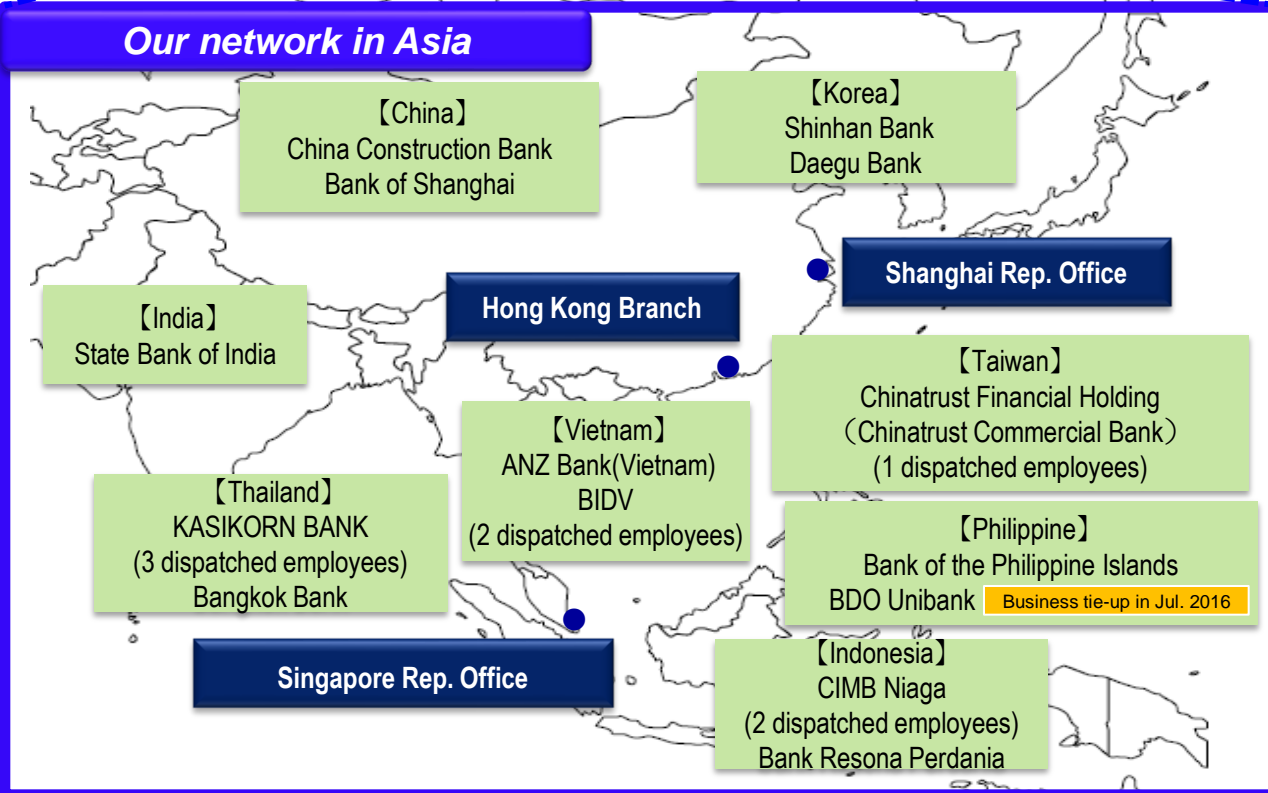 Our network in Asia
【China】
China Construction Bank
Bank of Shanghai
【Korea】
Shinhan Bank
Daegu Bank
Shanghai Rep. Office
Hong Kong Branch
【India】
State Bank of India
【Taiwan】
Chinatrust Financial Holding
（Chinatrust Commercial Bank）
(1 dispatched employees)
【Vietnam】
ANZ Bank(Vietnam)
BIDV
(2 dispatched employees)
【Thailand】
KASIKORN BANK
(3 dispatched employees)
Bangkok Bank
【Philippine】
Bank of the Philippine Islands
BDO Unibank Business tie-up in Jul. 2016
Singapore Rep. Office
【Indonesia】
CIMB Niaga
(2 dispatched employees)
Bank Resona Perdania